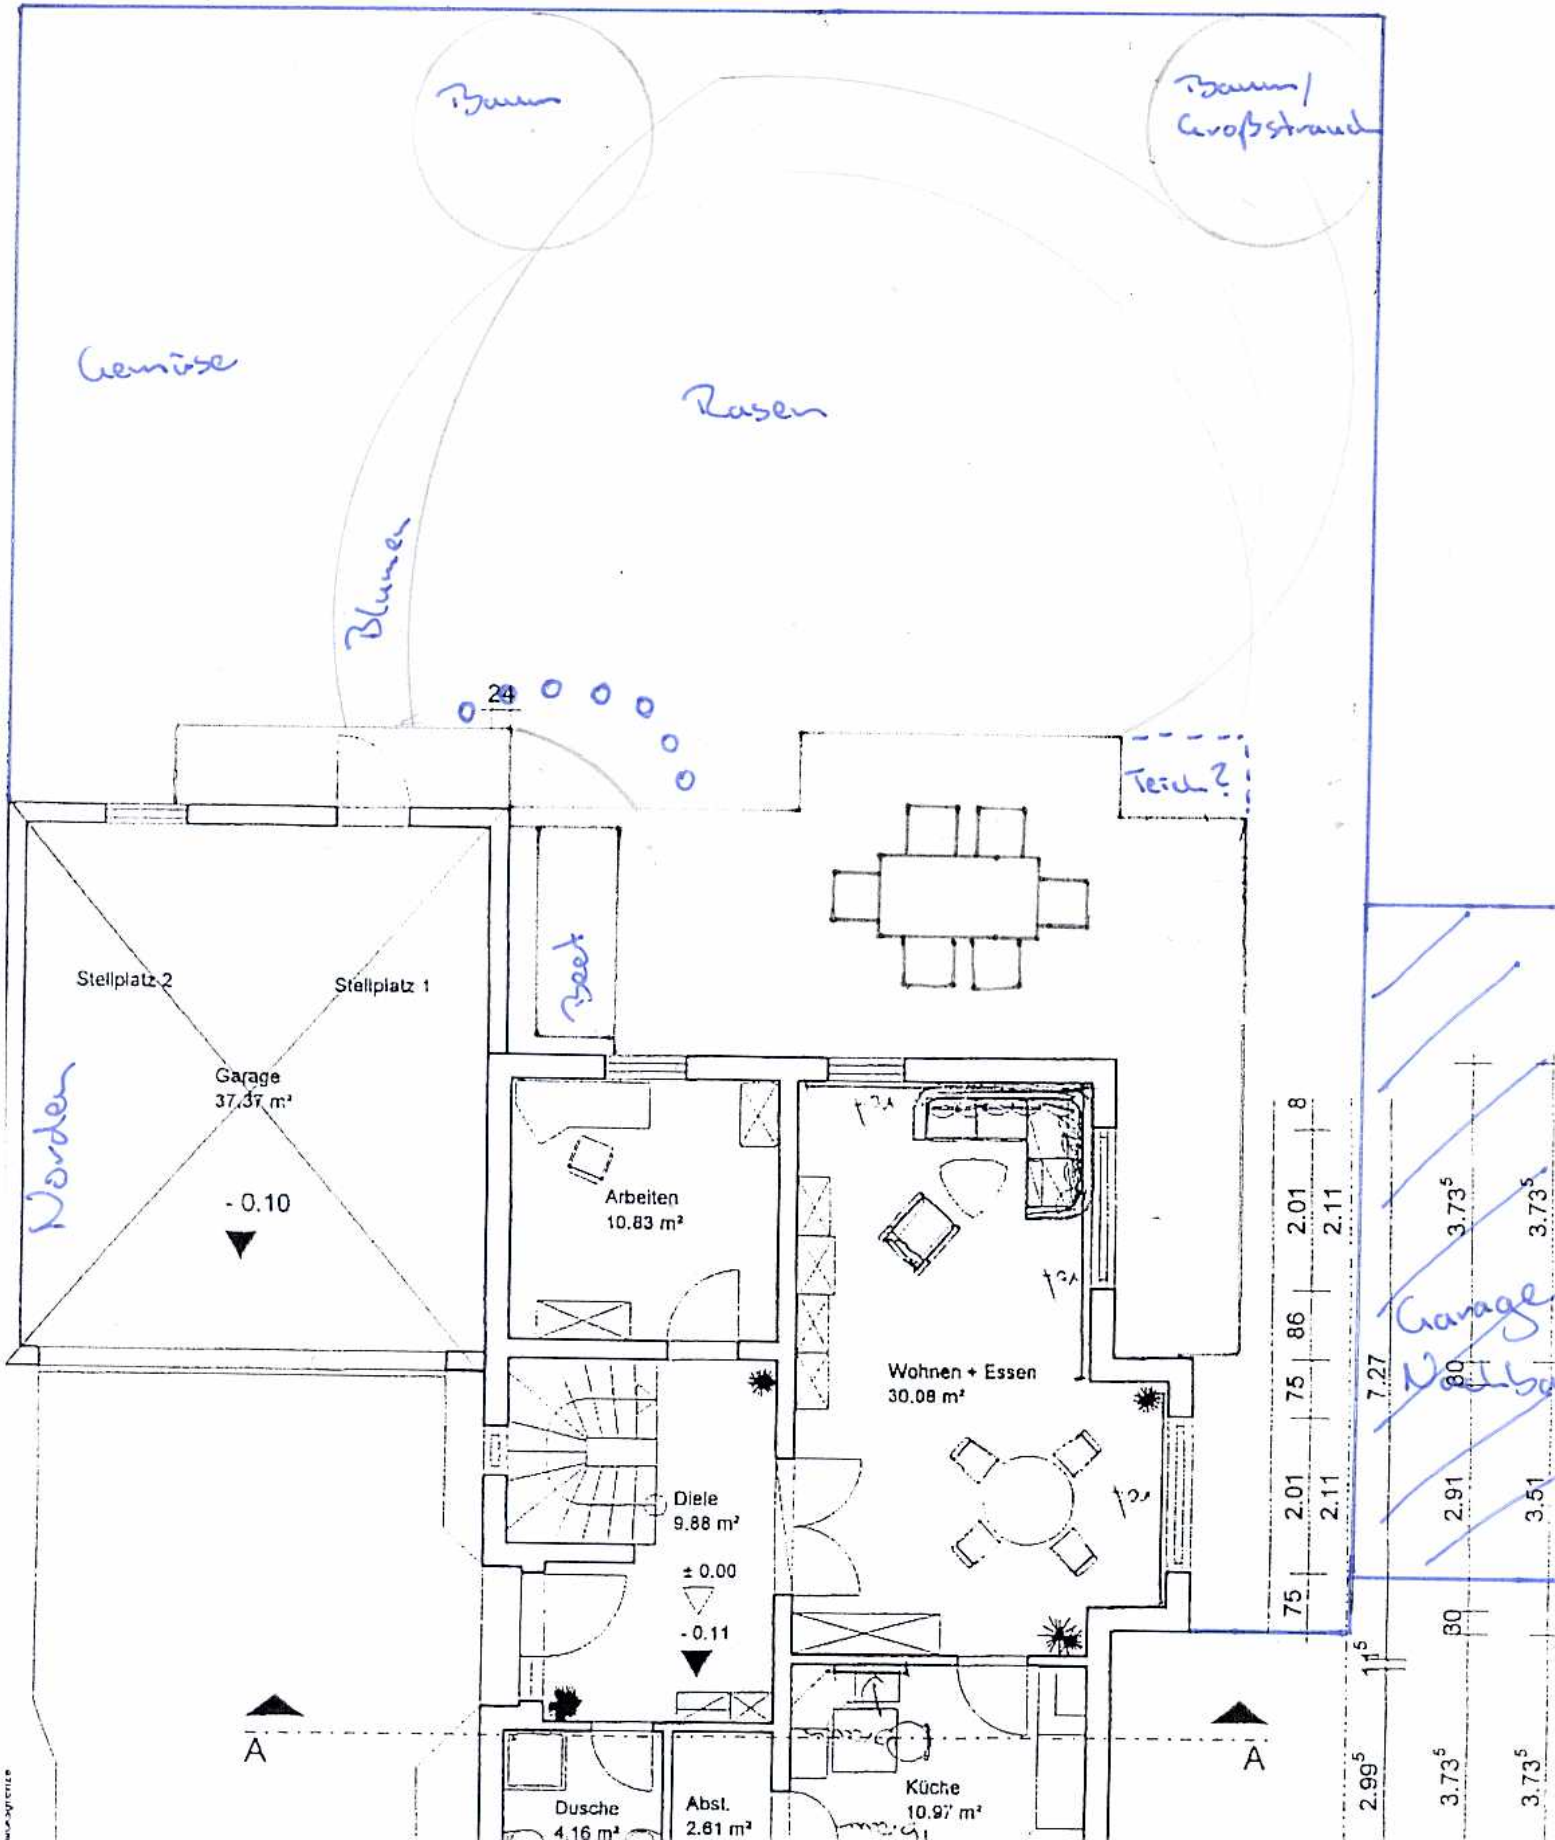 Baum
Baum/
Großstrauch
Gemüse
Rasen
Blumen
24
Teich?
Beet
Stellplatz 2
Stellplatz 1
Garage
37.37 m²
Norden
- 0.10
Arbeiten
10.83 m²
rol
rol
rol
Wohnen + Essen
30.08 m²
Diele
9.88 m²
± 0.00
- 0.11
8
2.01
2.11
86
75
2.01
2.11
75
7.27
3.73⁵
3.73⁵
Garage
80
2.91
3.51
30
11⁵
2.99⁵
3.73⁵
3.73⁵
A
A
Dusche
4.16 m²
Abst.
2.61 m²
Küche
10.97 m²